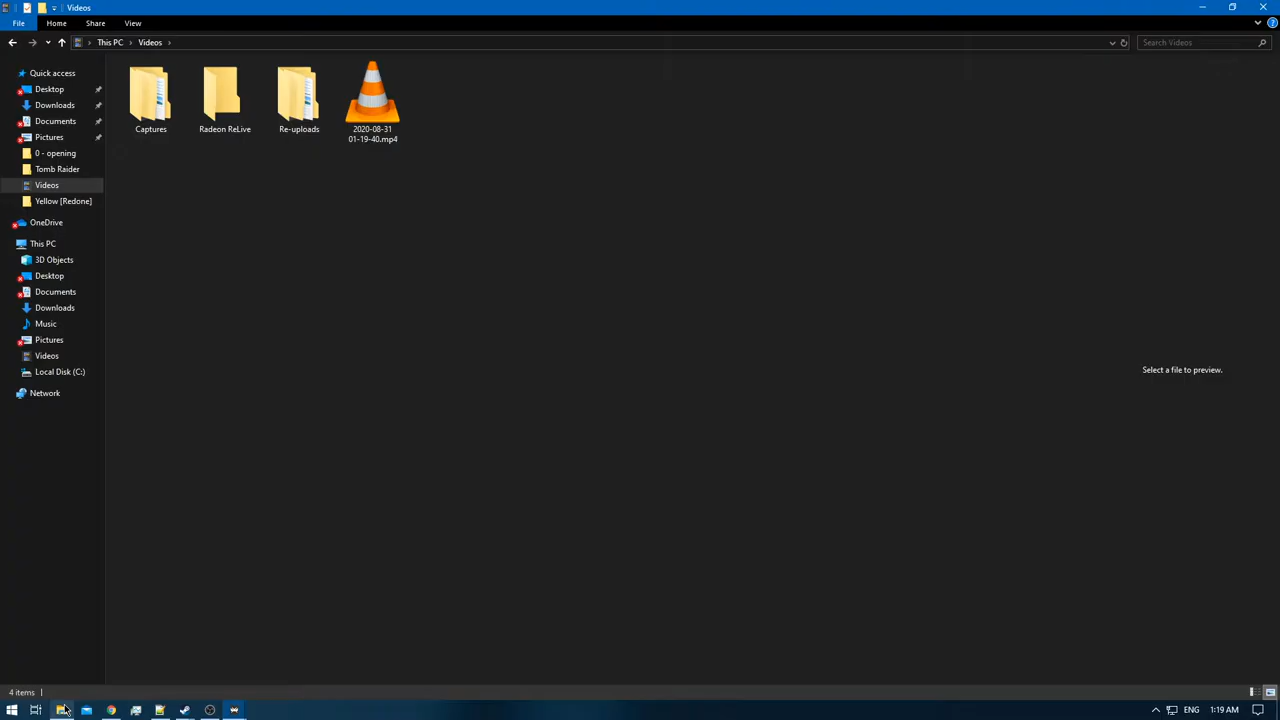 Videos
File
Home
Share
View
This PC
Videos
Search Videos
Quick access
Desktop
Downloads
Documents
Pictures
0 - opening
Tomb Raider
Videos
Yellow [Redone]
OneDrive
This PC
3D Objects
Desktop
Documents
Downloads
Music
Pictures
Videos
Local Disk (C:)
Network
Captures
Radeon ReLive
Re-uploads
2020-08-31
01-19-40.mp4
Select a file to preview.
4 items
ENG
1:19 AM